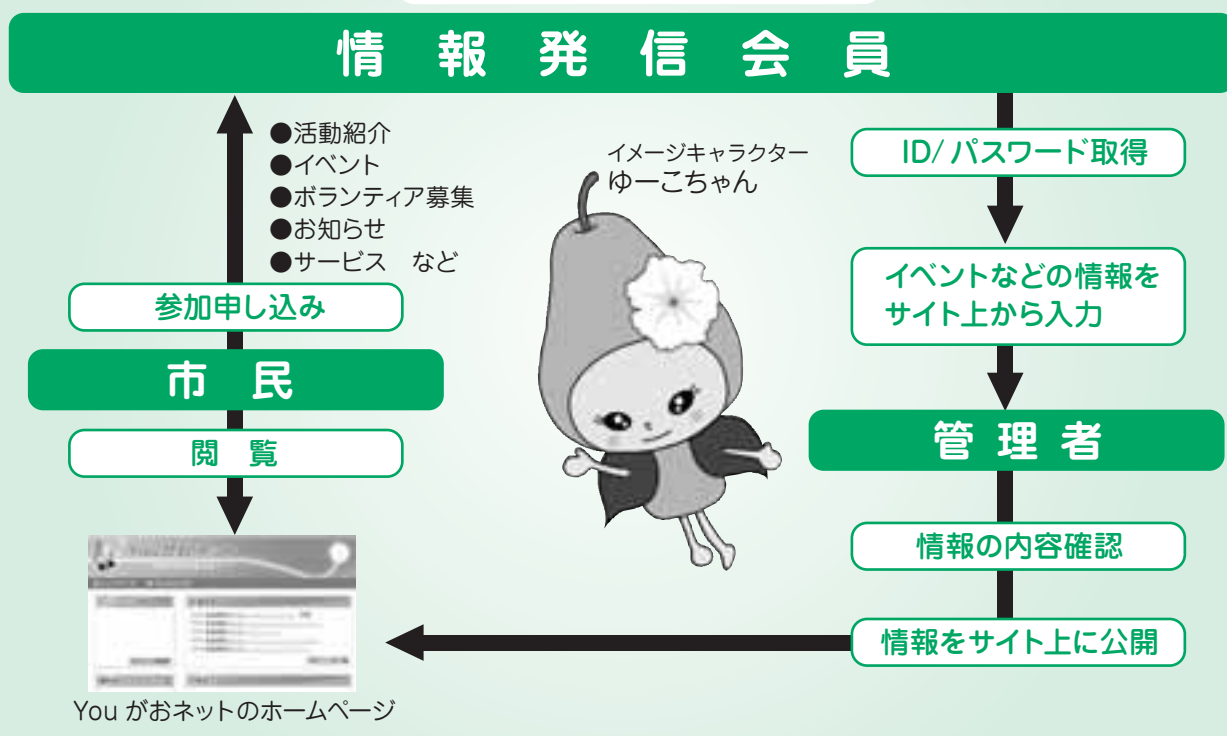 情報発信会員
●活動紹介
●イベント
●ボランティア募集
●お知らせ
●サービス　など
参加申し込み
市民
閲覧
Youがおネットのホームページ
イメージキャラクター
ゆーこちゃん
ID/パスワード取得
イベントなどの情報を
サイト上から入力
管理者
情報の内容確認
情報をサイト上に公開